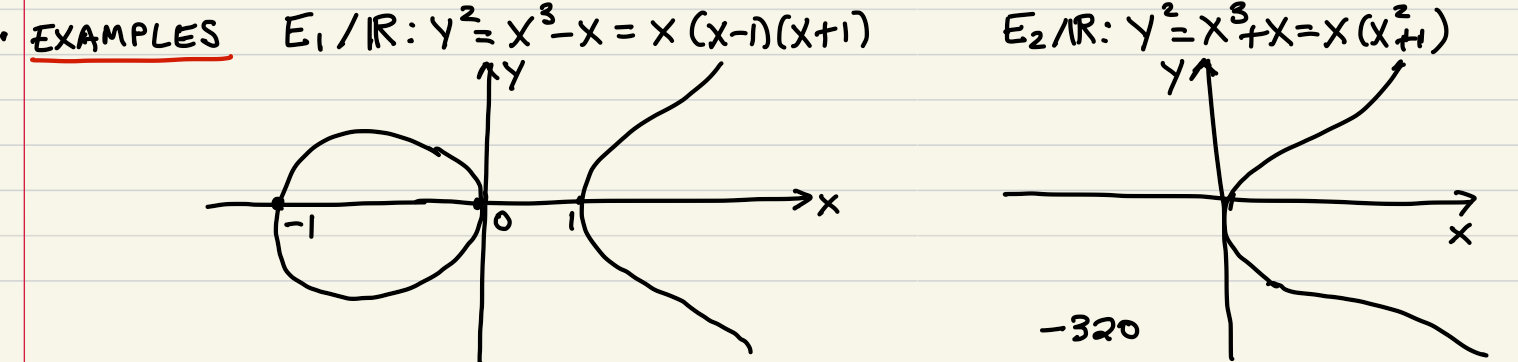 • EXAMPLES E₁/ℝ: Y² = X³ - X = X (X-1)(X+1) E₂/ℝ: Y² = X³ + X = X (X²+1)
Y Y
-1 0 1 X X
-320